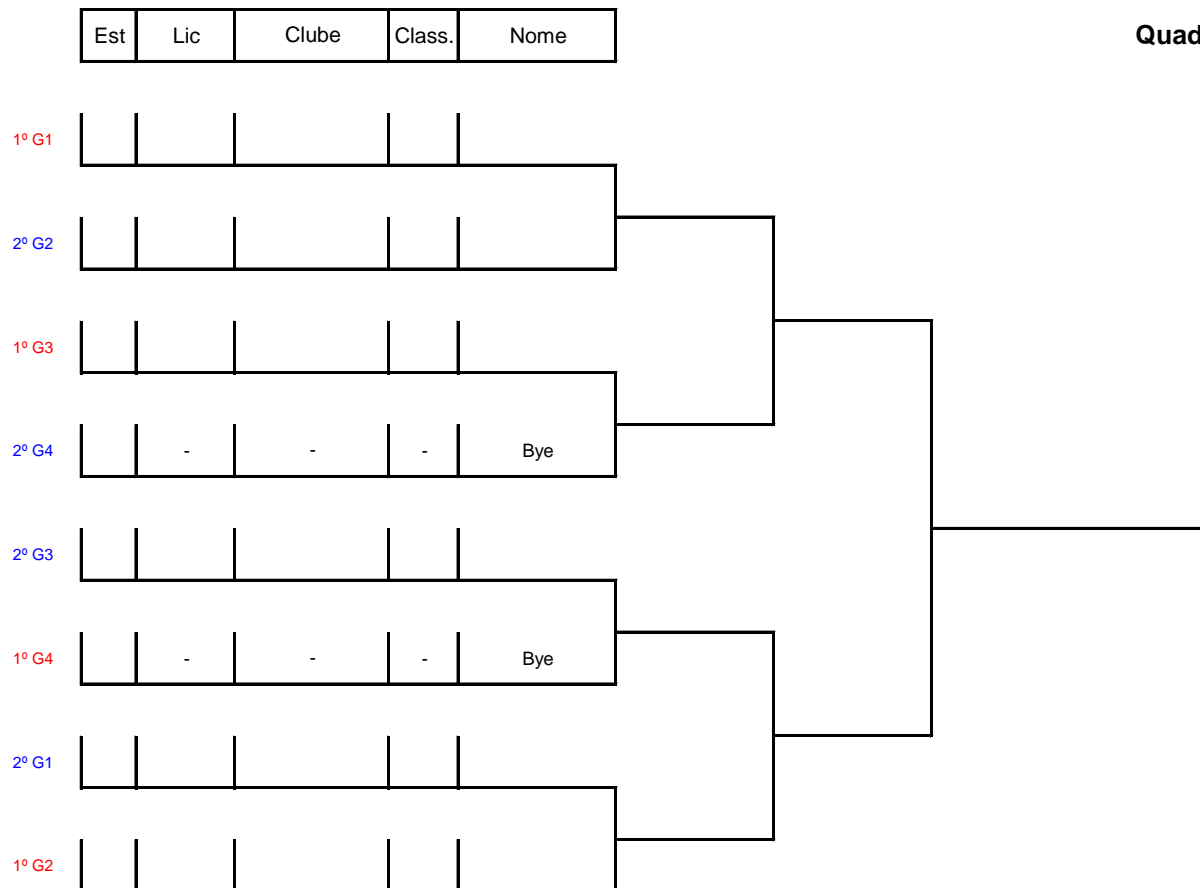 Est Lic Clube Class. Nome
Quad
1º G1
2º G2
1º G3
2º G4 - - - Bye
2º G3
1º G4 - - - Bye
2º G1
1º G2